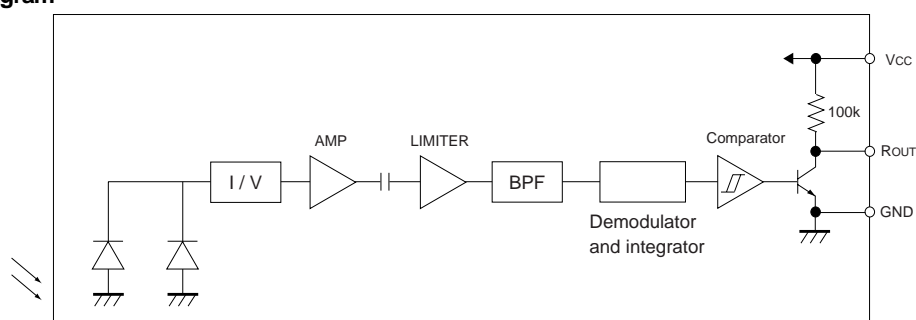 gram
Vcc
100k
AMP
LIMITER
Comparator
ROUT
I / V
BPF
GND
Demodulator
and integrator